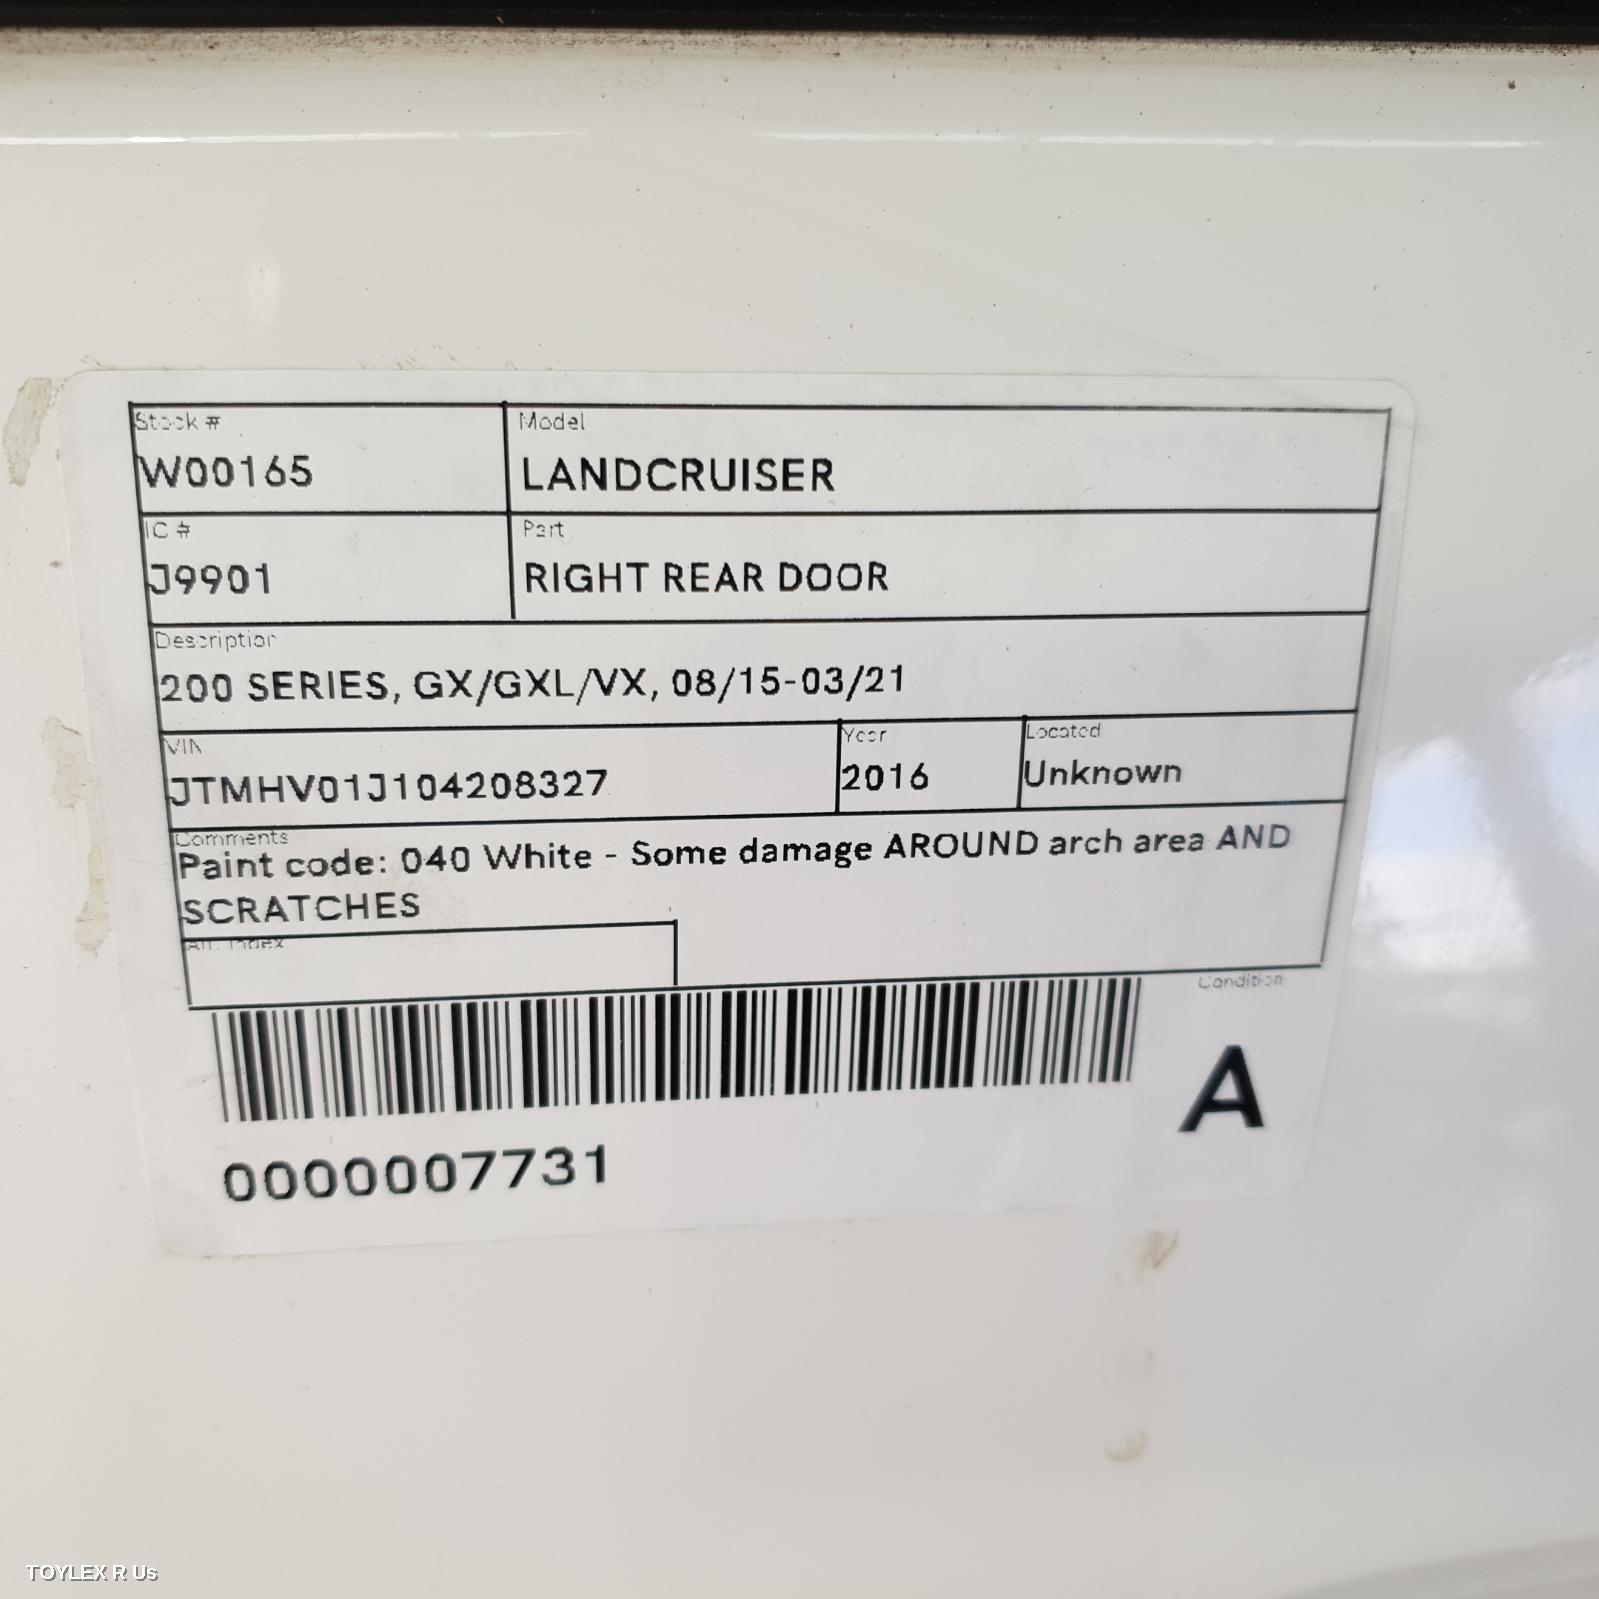 Stock #
Model
W00165
LANDCRUISER
IC #
Part
J9901
RIGHT REAR DOOR
Description
200 SERIES, GX/GXL/VX, 08/15-03/21
VIN
Year
Located
JTMHV01J104208327
2016
Unknown
Comments
Paint code: 040 White - Some damage AROUND arch area AND
SCRATCHES
Alt. Index
Condition
A
0000007731
TOYLEX R Us